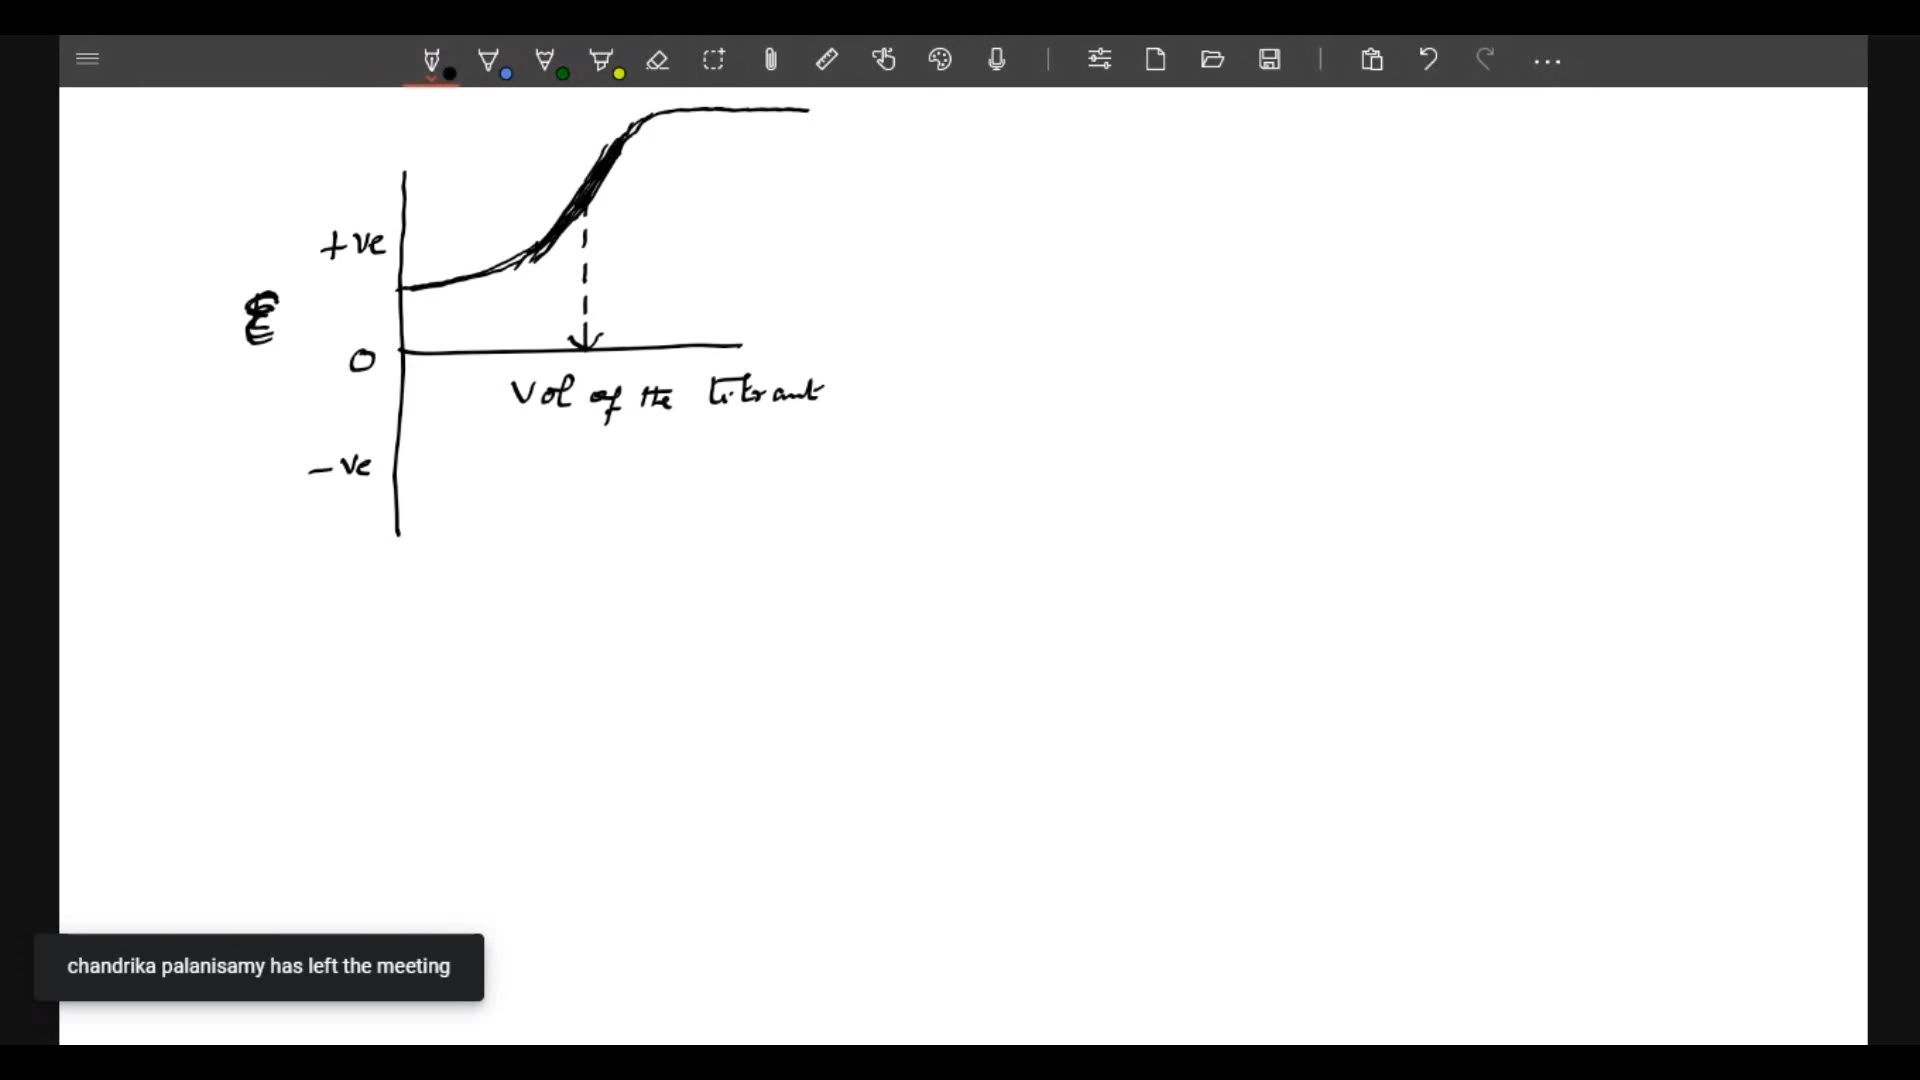 +ve
E
0
Vol of the titrant
-ve
chandrika palanisamy has left the meeting